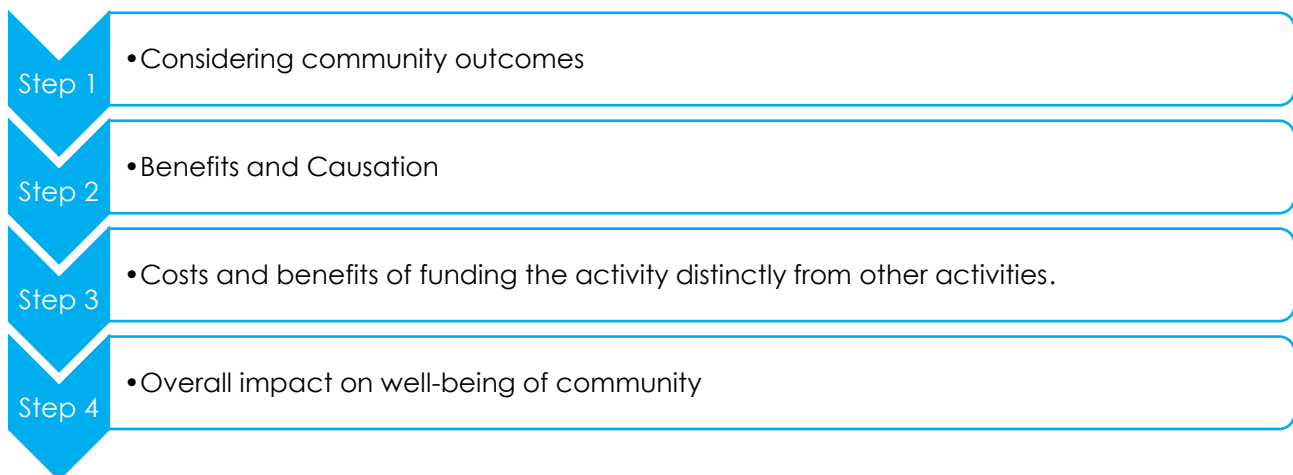 Step 1
•Considering community outcomes
Step 2
•Benefits and Causation
Step 3
•Costs and benefits of funding the activity distinctly from other activities.
Step 4
•Overall impact on well-being of community